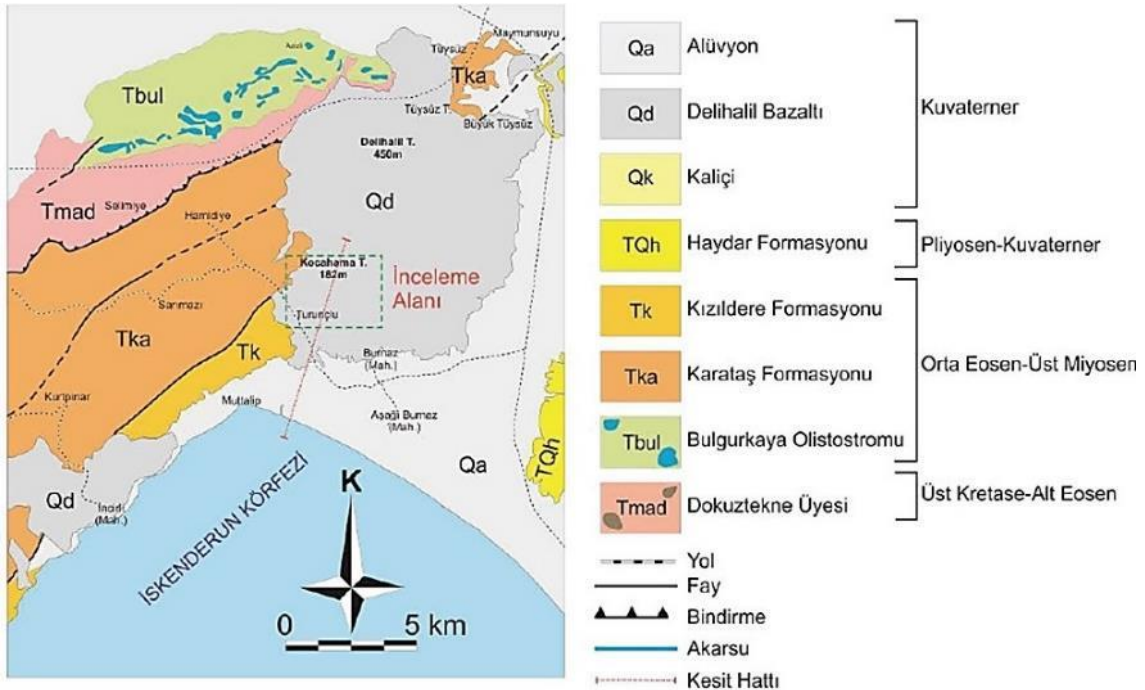 Maymunsuyu
Tüysüz
Tka
Tbul
Tüysüz T.
Büyük Tüysüz
Delihalil T.
450m
Qd
Tmad
Selimiye
Hamidiye
Kocahama T.
182m
İnceleme
Alanı
Sarımazı
Turunçlu
Tka
Tk
Burnaz
(Mah.)
Kurtpınar
Muttalip
Aşağı Burnaz
(Mah.)
TQh
Qa
Qd
İncirli
(Mah.)
K
İSKENDERUN KÖRFEZİ
0 5 km
Qa Alüvyon
Qd Delihalil Bazaltı
Qk Kaliçi
Kuvaterner
TQh Haydar Formasyonu
Pliyosen-Kuvaterner
Tk Kızıldere Formasyonu
Tka Karataş Formasyonu
Tbul Bulgurkaya Olistostromu
Orta Eosen-Üst Miyosen
Tmad Dokuztekne Üyesi
Üst Kretase-Alt Eosen
Yol
Fay
Bindirme
Akarsu
Kesit Hattı